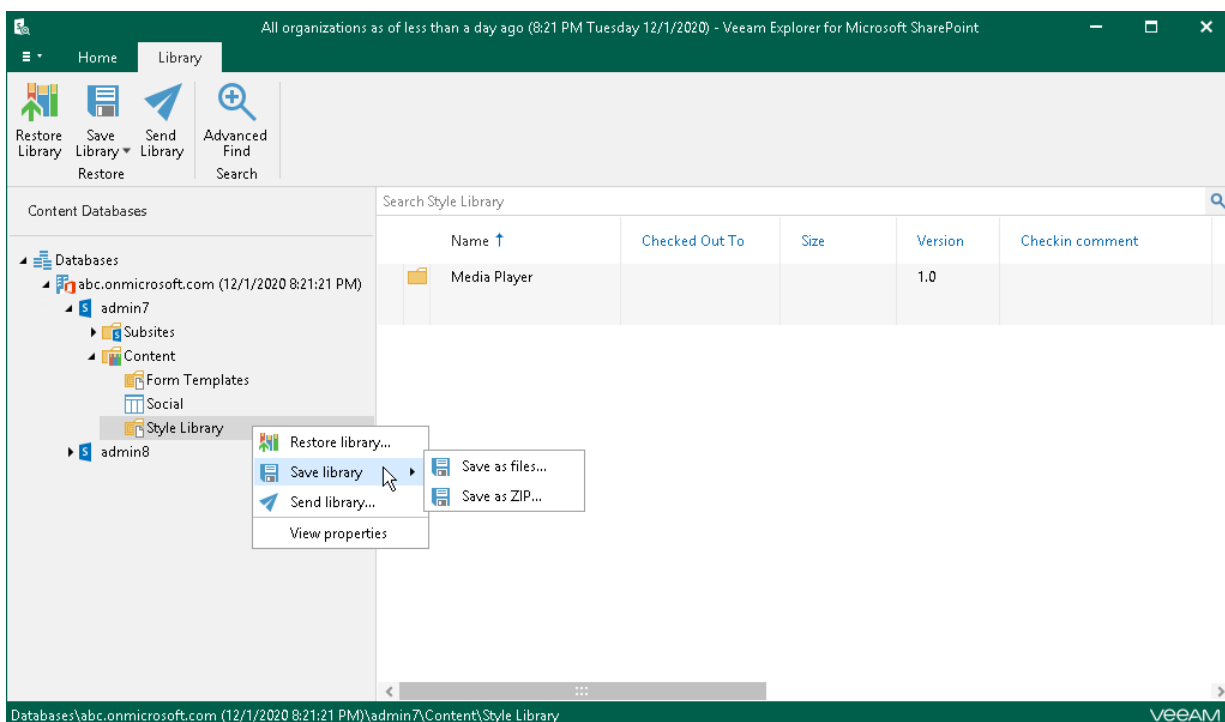 All organizations as of less than a day ago (8:21 PM Tuesday 12/1/2020) - Veeam Explorer for Microsoft SharePoint
Home Library
Restore Library
Save Library
Send Library
Advanced Find
Restore Search
Content Databases
Search Style Library
Name Checked Out To Size Version Checkin comment
Media Player 1.0
Databases
abc.onmicrosoft.com (12/1/2020 8:21:21 PM)
admin7
Subsites
Content
Form Templates
Social
Style Library
admin8
Restore library...
Save library
Send library...
View properties
Save as files...
Save as ZIP...
Databases\abc.onmicrosoft.com (12/1/2020 8:21:21 PM)\admin7\Content\Style Library
veeam